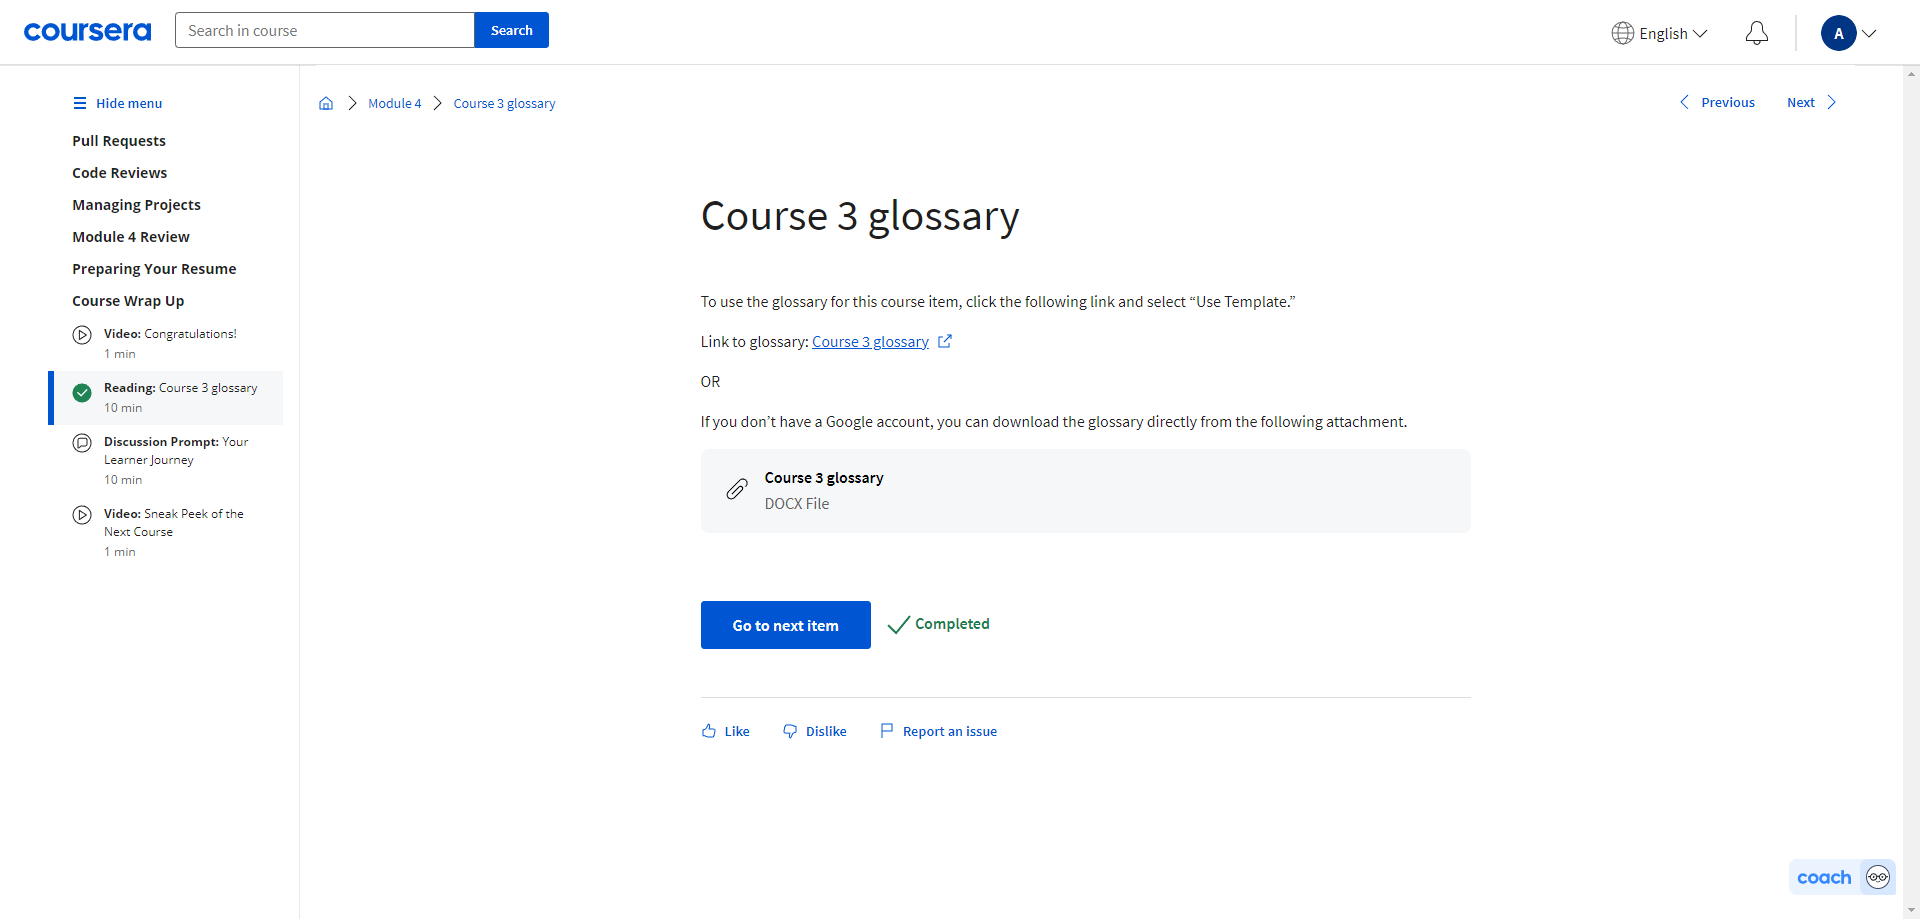 coursera
Search in course
Search
English
A
Hide menu
Pull Requests
Code Reviews
Managing Projects
Module 4 Review
Preparing Your Resume
Course Wrap Up
Video: Congratulations!
1 min
Reading: Course 3 glossary
10 min
Discussion Prompt: Your
Learner Journey
10 min
Video: Sneak Peek of the
Next Course
1 min
Module 4
Course 3 glossary
Previous
Next
Course 3 glossary
To use the glossary for this course item, click the following link and select “Use Template.”
Link to glossary: Course 3 glossary
OR
If you don’t have a Google account, you can download the glossary directly from the following attachment.
Course 3 glossary
DOCX File
Go to next item
Completed
Like
Dislike
Report an issue
coach